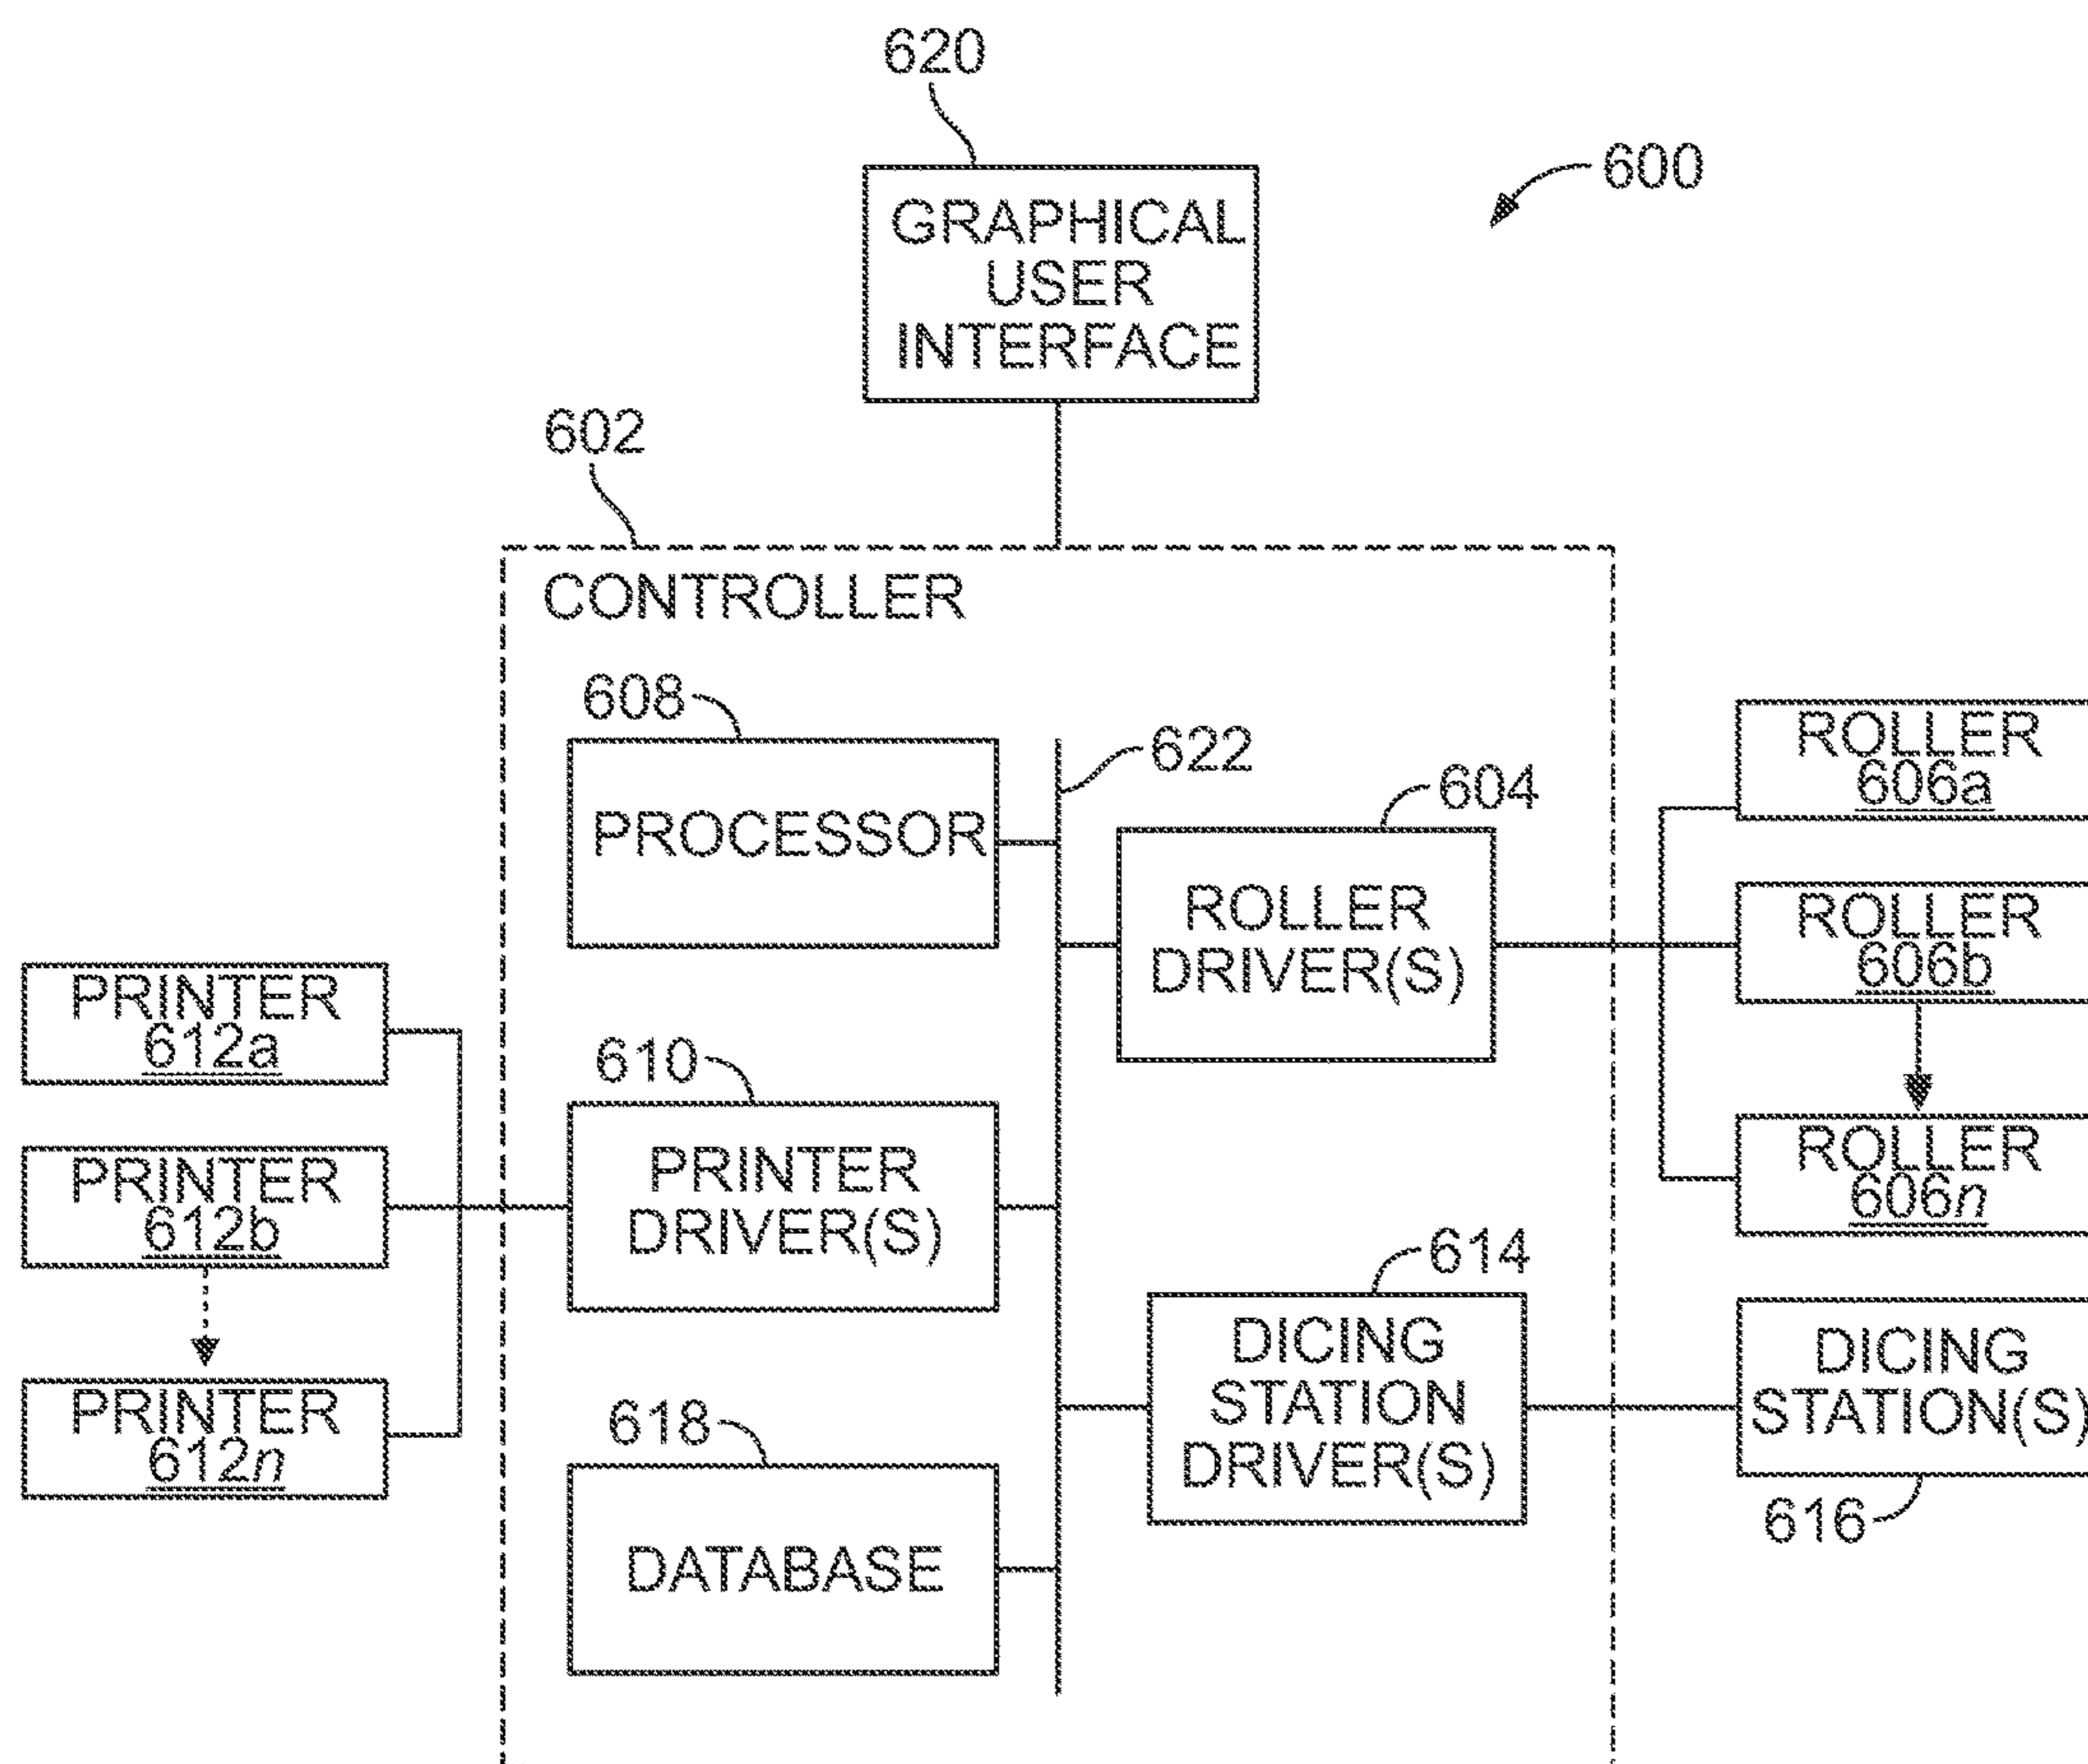 620
600
GRAPHICAL
USER
INTERFACE
602
CONTROLLER
608
PROCESSOR
622
604
ROLLER
DRIVER(S)
ROLLER
606a
ROLLER
606b
ROLLER
606n
PRINTER
612a
PRINTER
612b
PRINTER
612n
610
PRINTER
DRIVER(S)
614
DICING
STATION
DRIVER(S)
DICING
STATION(S)
616
618
DATABASE